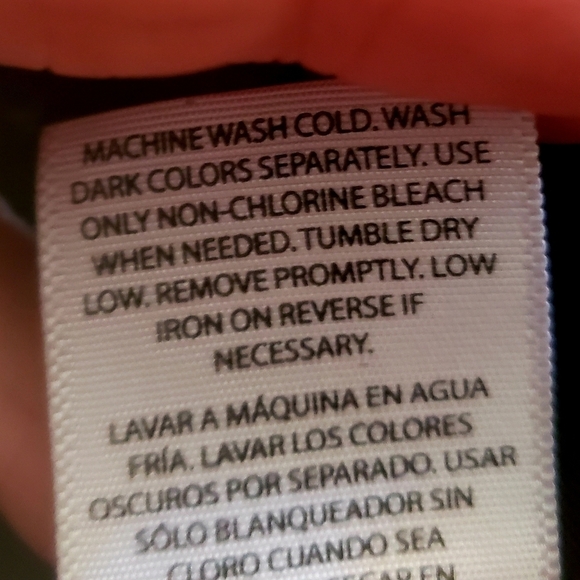 MACHINE WASH COLD. WASH
DARK COLORS SEPARATELY. USE
ONLY NON-CHLORINE BLEACH
WHEN NEEDED. TUMBLE DRY
LOW. REMOVE PROMPTLY. LOW
IRON ON REVERSE IF
NECESSARY.
LAVAR A MÁQUINA EN AGUA
FRÍA. LAVAR LOS COLORES
OSCUROS POR SEPARADO. USAR
SÓLO BLANQUEADOR SIN
CLORO CUANDO SEA
EN